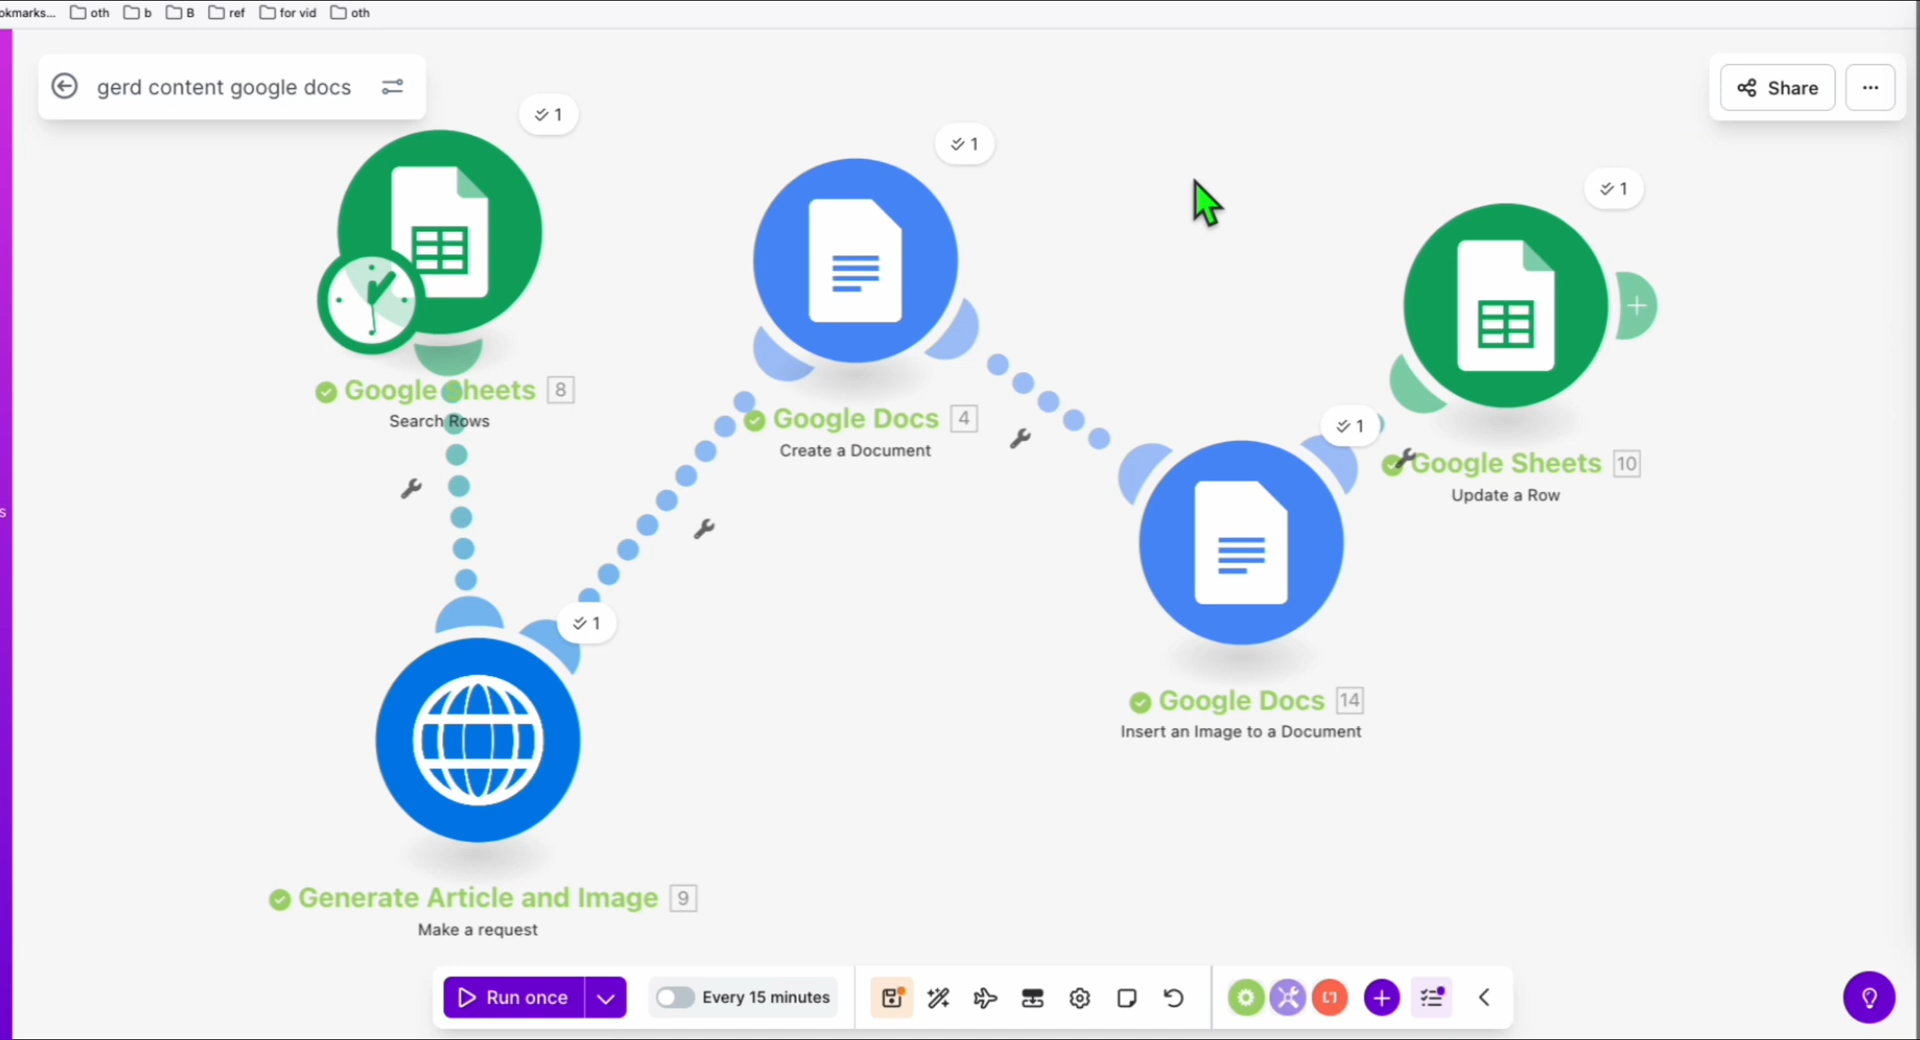 okmarks...
oth
b
B
ref
for vid
oth
gerd content google docs
Share
1
1
1
Google Sheets 8
Search Rows
Google Docs 4
Create a Document
1
Google Sheets 10
Update a Row
s
1
Google Docs 14
Insert an Image to a Document
Generate Article and Image 9
Make a request
Run once
Every 15 minutes